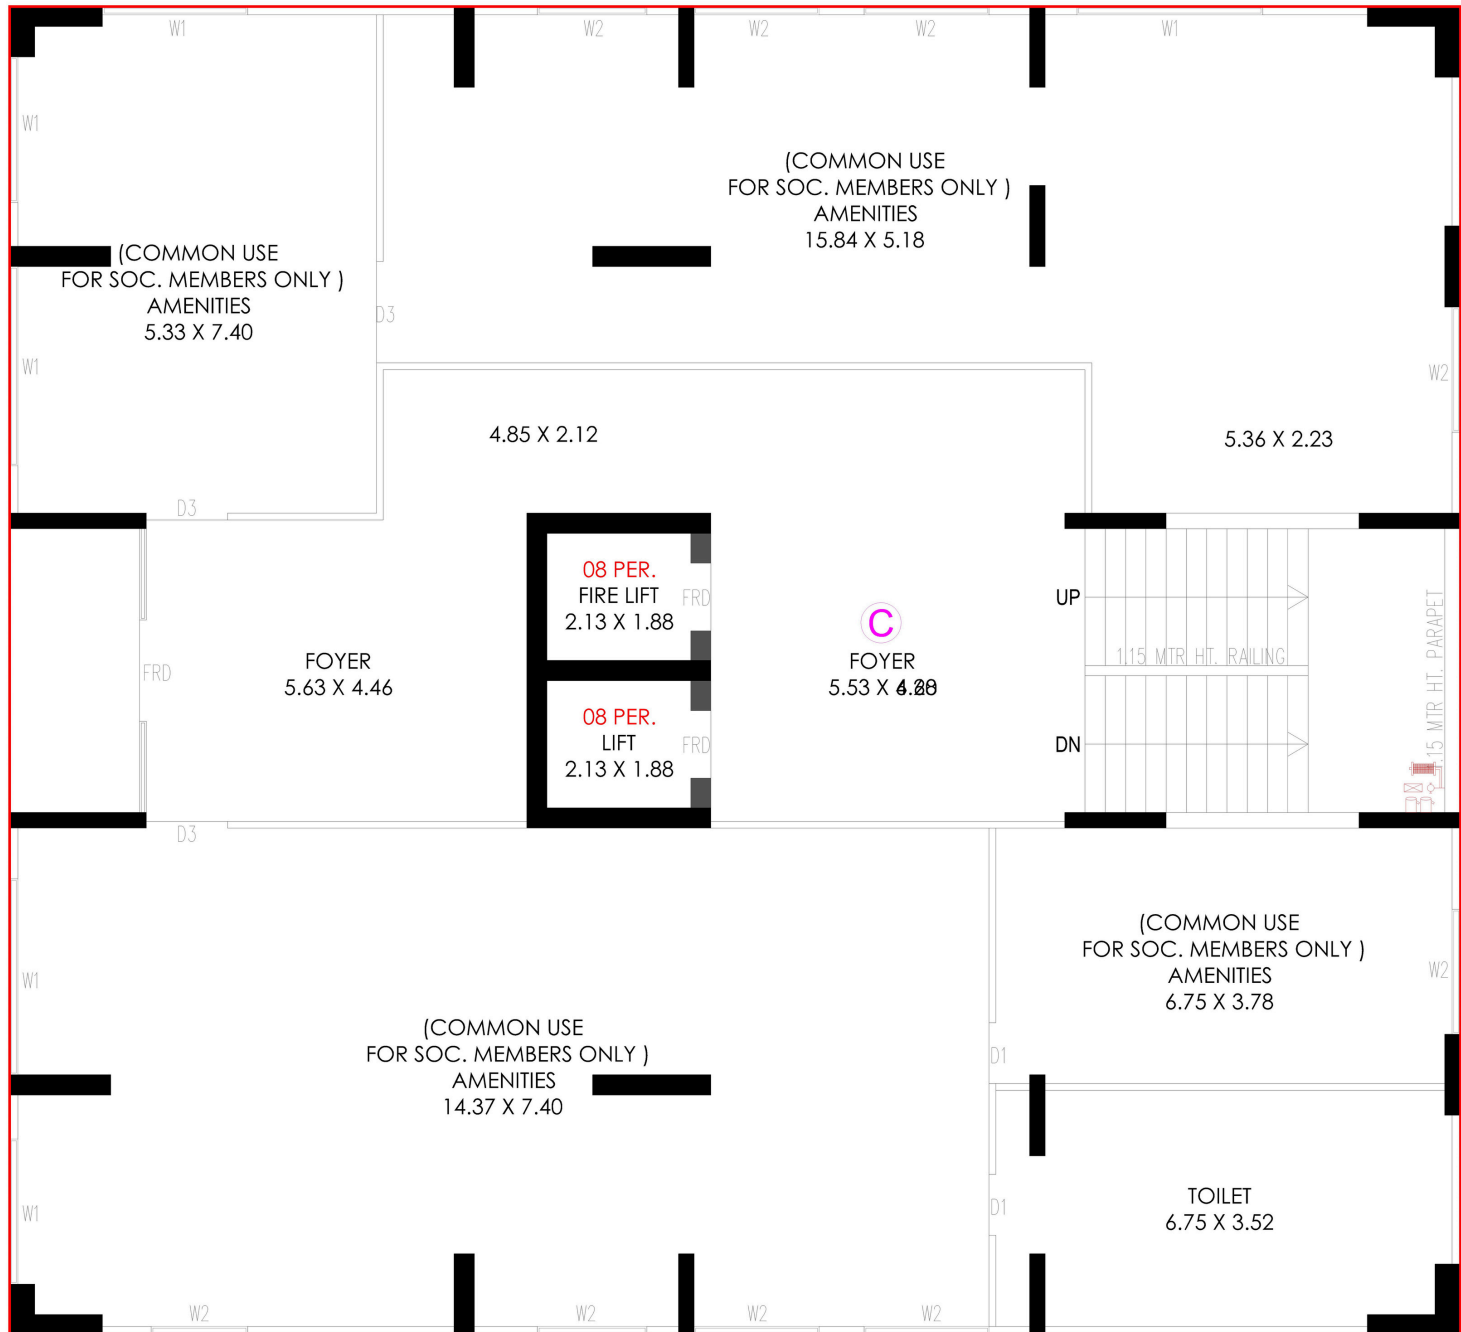 W1
W2
W2
W2
W1
W1
(COMMON USE
FOR SOC. MEMBERS ONLY )
AMENITIES
15.84 X 5.18
(COMMON USE
FOR SOC. MEMBERS ONLY )
AMENITIES
5.33 X 7.40
D3
W1
W2
4.85 X 2.12
5.36 X 2.23
D3
08 PER.
FIRE LIFT
2.13 X 1.88
FRD
C
UP
FOYER
5.63 X 4.46
FRD
FOYER
5.53 X
1.15 MTR HT. RAILING
.15 MTR HT. PARAPET
08 PER.
LIFT
2.13 X 1.88
FRD
DN
D3
(COMMON USE
FOR SOC. MEMBERS ONLY )
AMENITIES
6.75 X 3.78
W1
W2
(COMMON USE
FOR SOC. MEMBERS ONLY )
AMENITIES
14.37 X 7.40
D1
TOILET
6.75 X 3.52
W1
D1
W2
W2
W2
W2